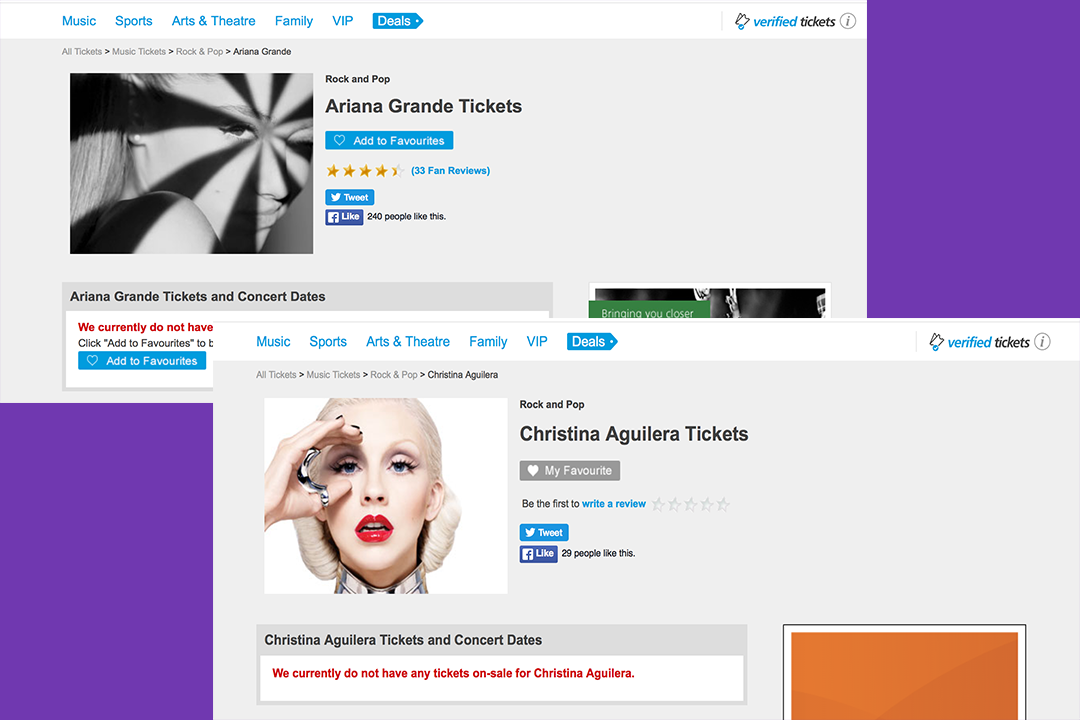 Music Sports Arts & Theatre Family VIP Deals verified tickets i
All Tickets > Music Tickets > Rock & Pop > Ariana Grande
Rock and Pop
Ariana Grande Tickets
Add to Favourites
(33 Fan Reviews)
Tweet
Like 240 people like this.
Ariana Grande Tickets and Concert Dates
We currently do not have
Click "Add to Favourites" to b
Add to Favourites
Bringing you closer
Music Sports Arts & Theatre Family VIP Deals verified tickets i
All Tickets > Music Tickets > Rock & Pop > Christina Aguilera
Rock and Pop
Christina Aguilera Tickets
My Favourite
Be the first to write a review
Tweet
Like 29 people like this.
Christina Aguilera Tickets and Concert Dates
We currently do not have any tickets on-sale for Christina Aguilera.